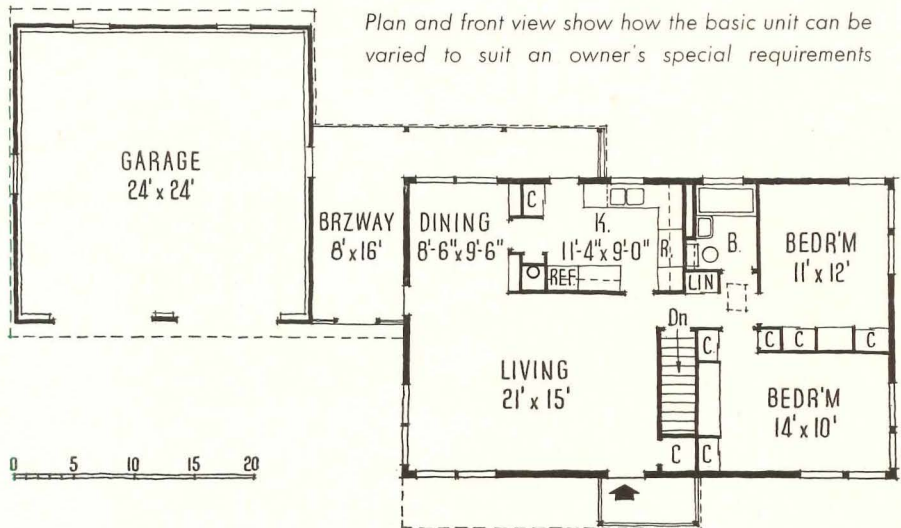 Plan and front view show how the basic unit can be
varied to suit an owner's special requirements
GARAGE
24' x 24'
BRZWAY
8' x 16'
DINING
8'-6" x 9'-6"
C
K.
11'-4" x 9'-0"
REF.
R.
B.
LIN
BEDR'M
11' x 12'
Dn
C
C
C
C
LIVING
21' x 15'
BEDR'M
14' x 10'
C
C
0 5 10 15 20